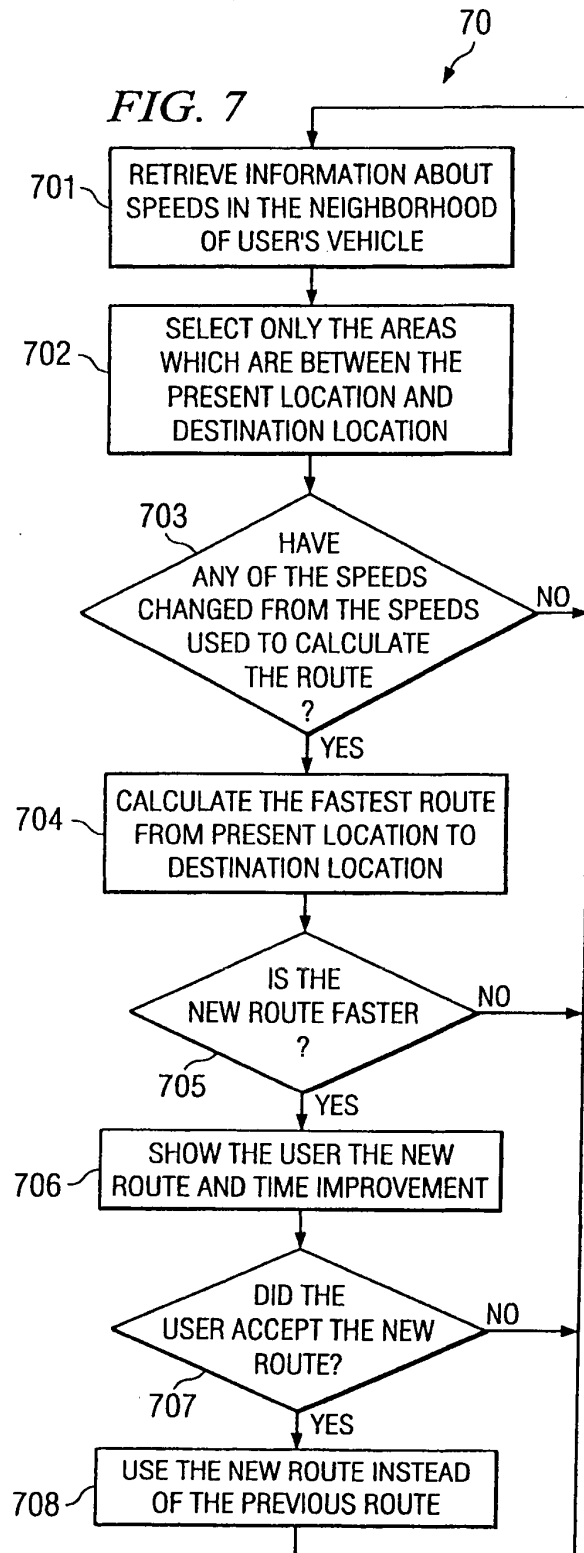 70
FIG. 7
701
RETRIEVE INFORMATION ABOUT
SPEEDS IN THE NEIGHBORHOOD
OF USER'S VEHICLE
702
SELECT ONLY THE AREAS
WHICH ARE BETWEEN THE
PRESENT LOCATION AND
DESTINATION LOCATION
703
HAVE
ANY OF THE SPEEDS
CHANGED FROM THE SPEEDS
USED TO CALCULATE
THE ROUTE
?
NO
YES
704
CALCULATE THE FASTEST ROUTE
FROM PRESENT LOCATION TO
DESTINATION LOCATION
IS THE
NEW ROUTE FASTER
?
NO
705
YES
706
SHOW THE USER THE NEW
ROUTE AND TIME IMPROVEMENT
DID THE
USER ACCEPT THE NEW
ROUTE?
NO
707
YES
708
USE THE NEW ROUTE INSTEAD
OF THE PREVIOUS ROUTE